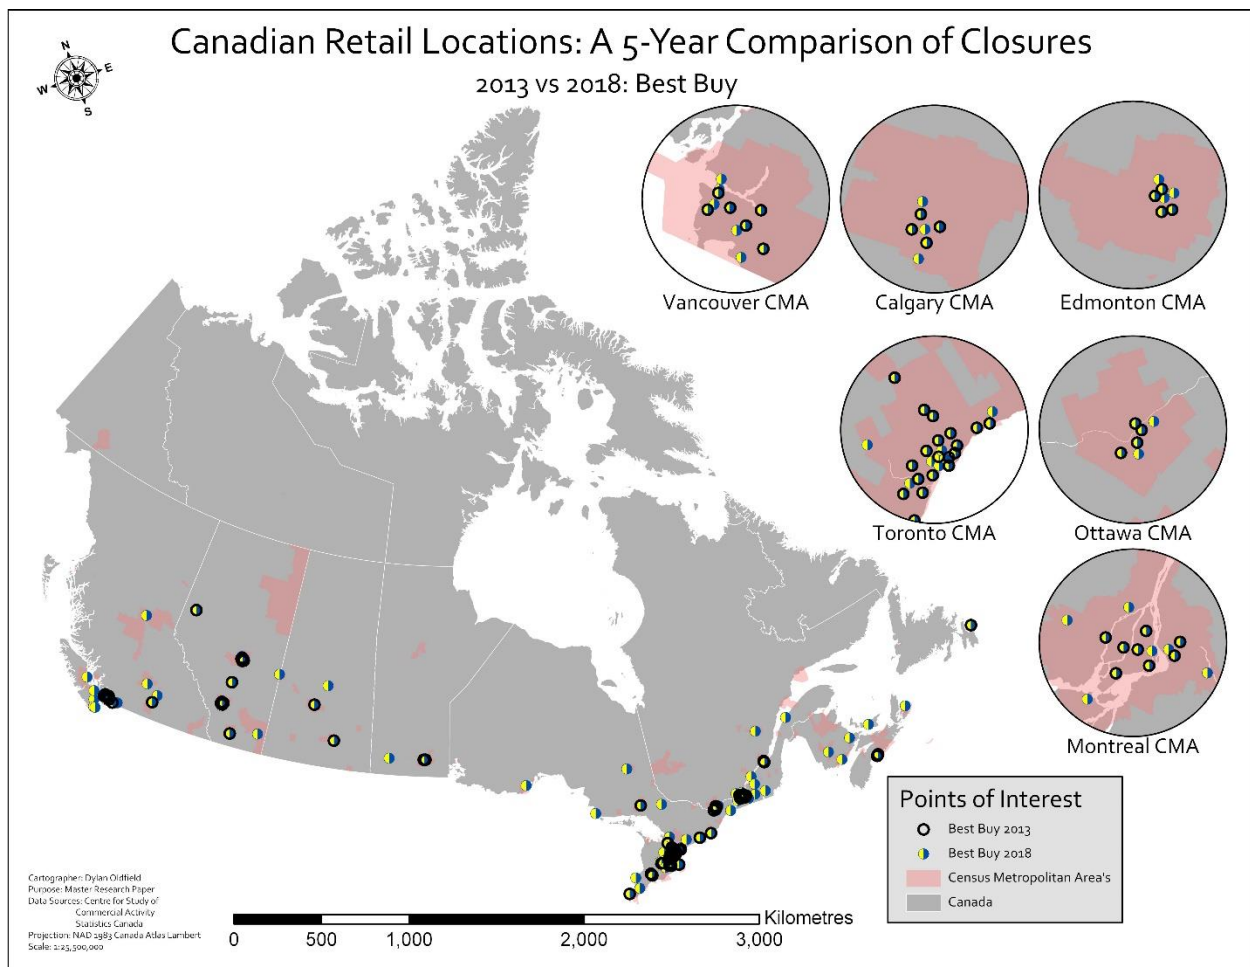 Canadian Retail Locations: A 5-Year Comparison of Closures
2013 vs 2018: Best Buy
N
E
W
S
Vancouver CMA
Calgary CMA
Edmonton CMA
Toronto CMA
Ottawa CMA
Montreal CMA
Points of Interest
Best Buy 2013
Best Buy 2018
Census Metropolitan Area's
Canada
Cartographer: Dylan Oldfield
Purpose: Master Research Paper
Data Sources: Centre for Study of
Commercial Activity
Statistics Canada
Projection: NAD 1983 Canada Atlas Lambert
Scale: 1:25,500,000
Kilometres
0 500 1,000 2,000 3,000